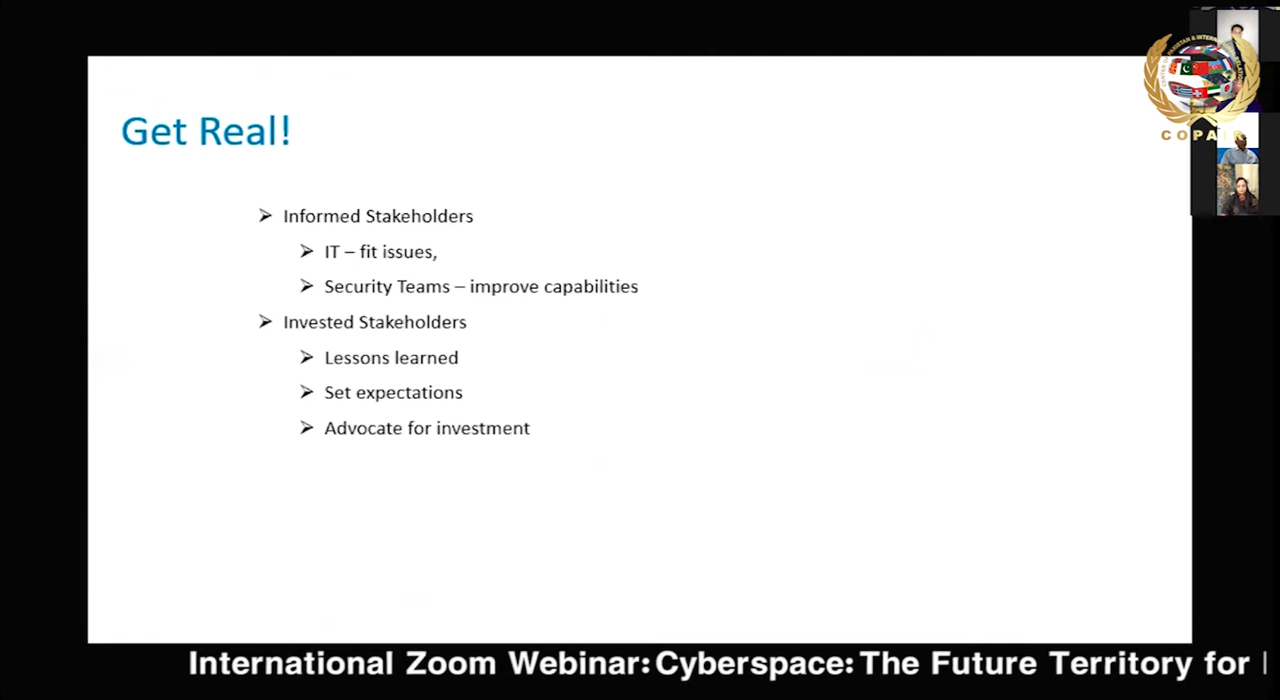 Get Real!
➢ Informed Stakeholders
➢ IT – fit issues,
➢ Security Teams – improve capabilities
➢ Invested Stakeholders
➢ Lessons learned
➢ Set expectations
➢ Advocate for investment
COPAIR
International Zoom Webinar: Cyberspace: The Future Territory for